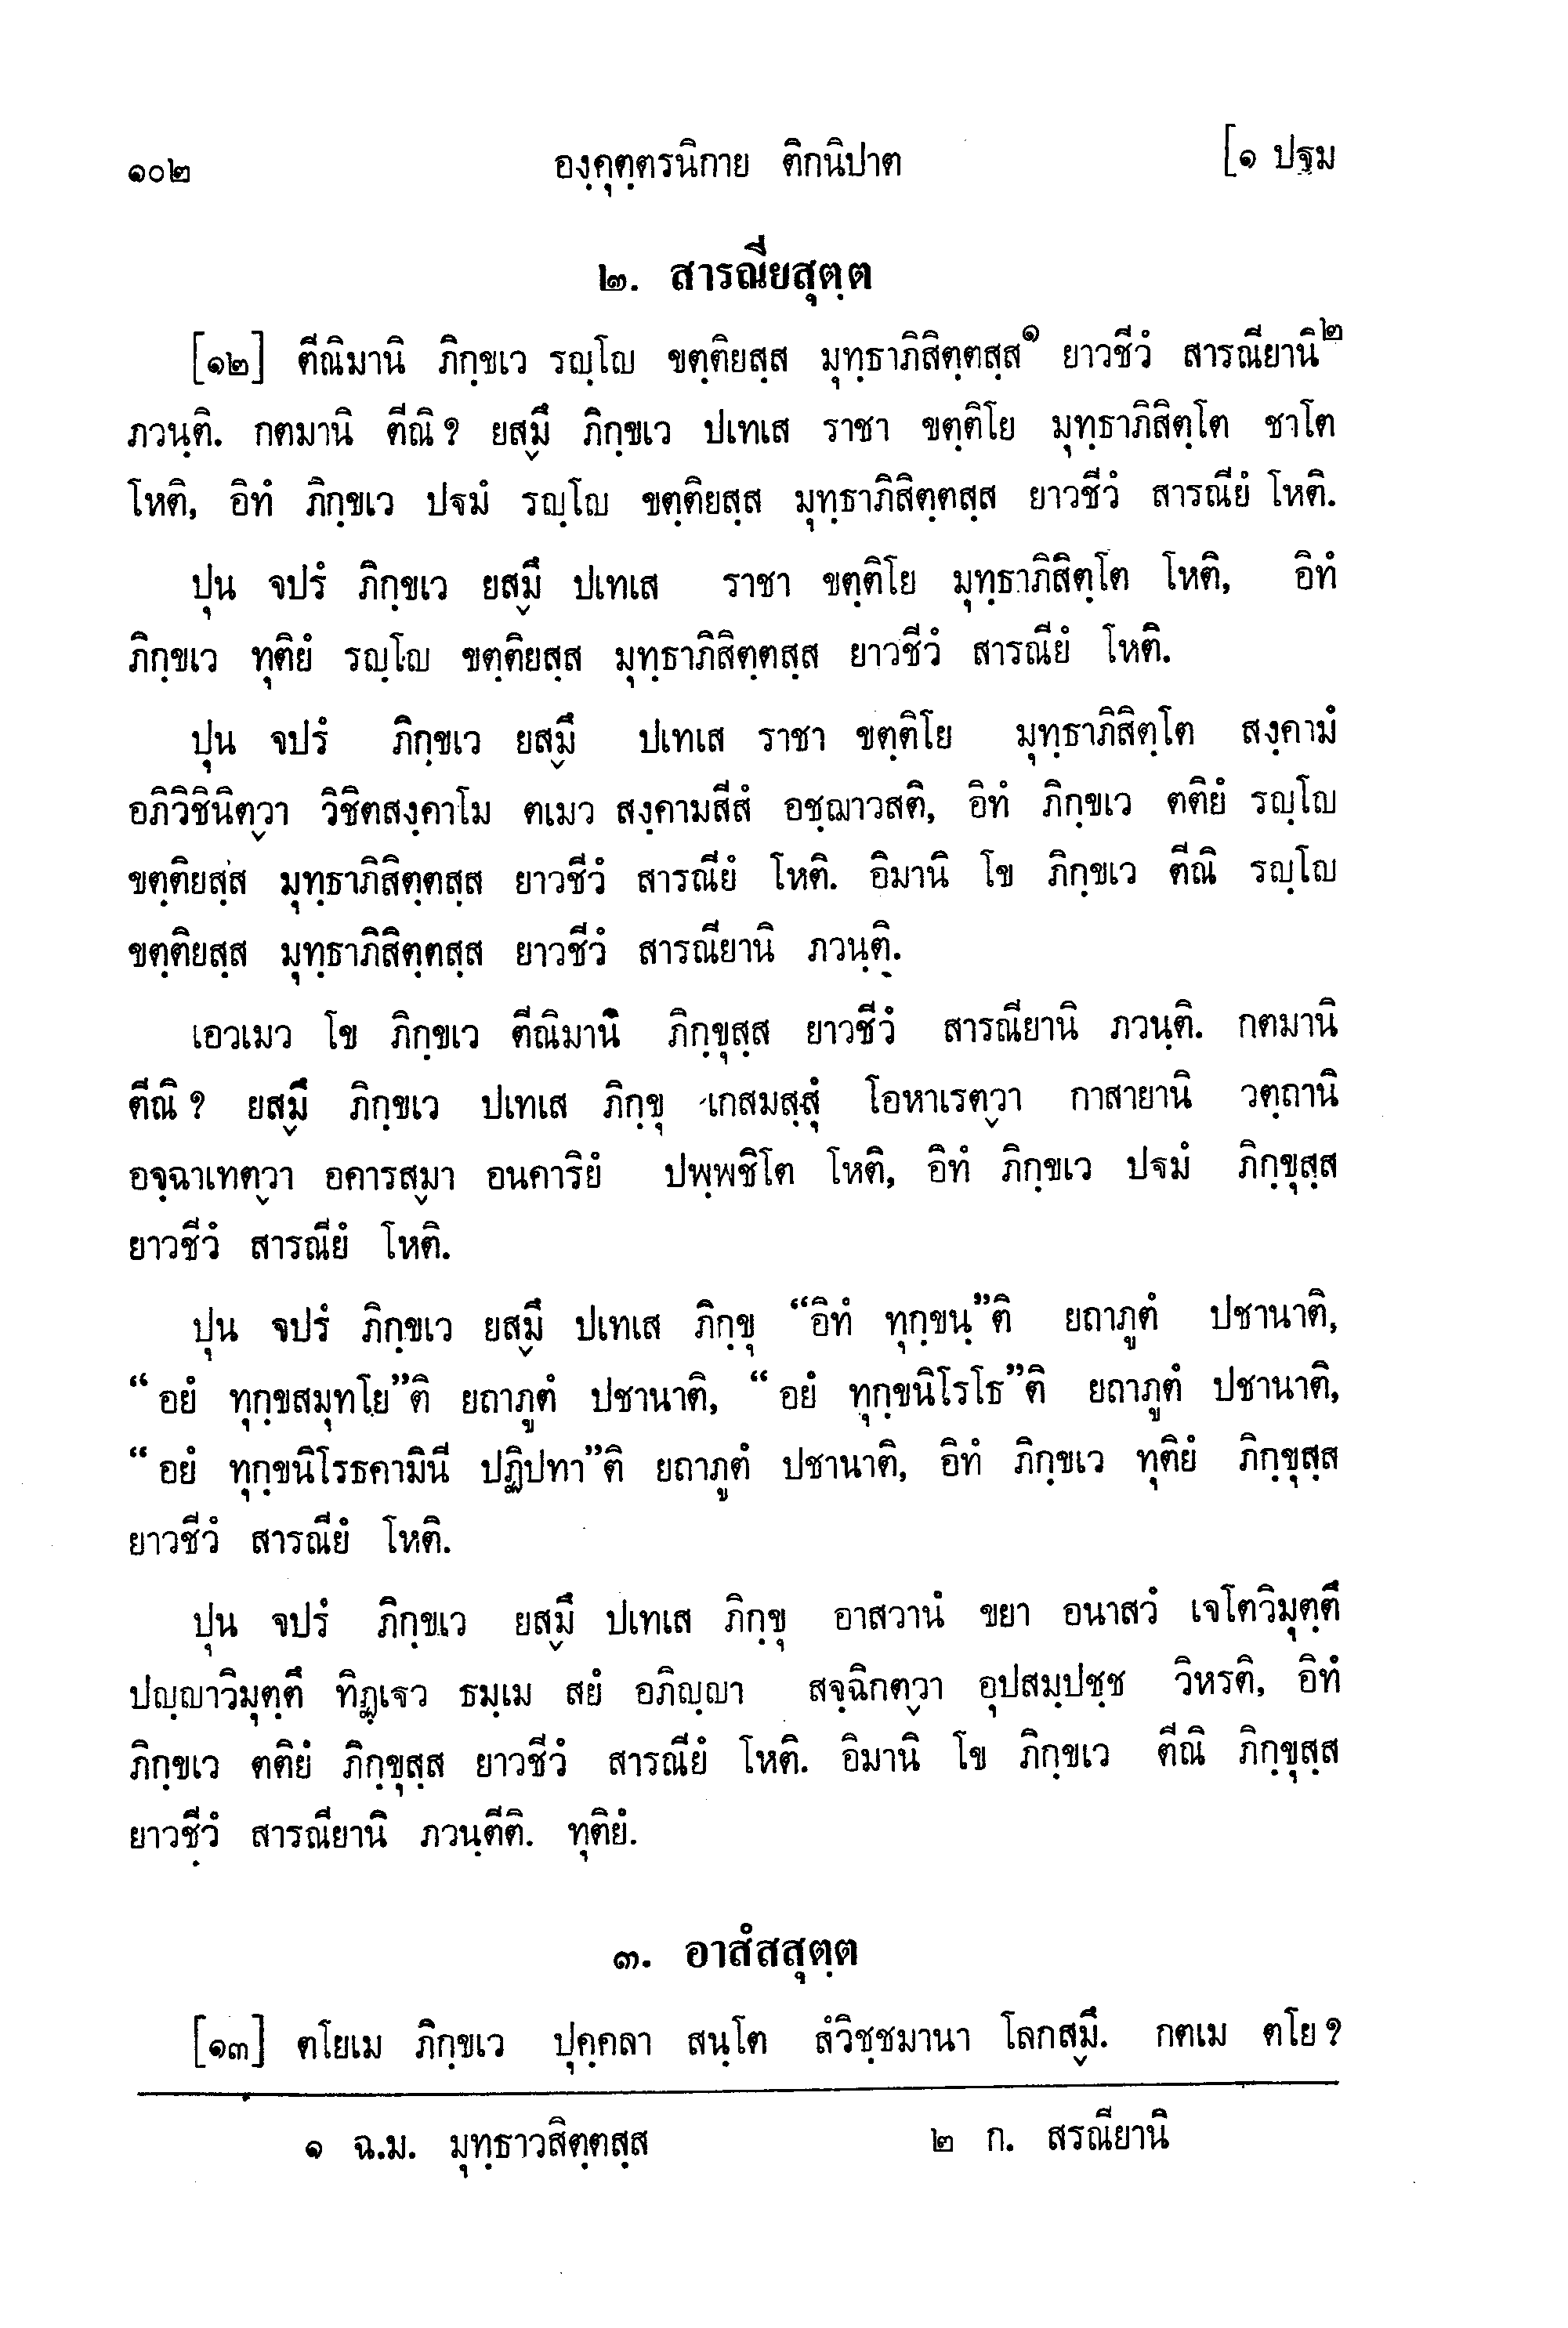 ๑๐๒ องฺคุตฺตรนิกาย ติกนิปาต [๑ ปฐม
๒. สารณียสุตฺต
[๑๒] ตีณิมานิ ภิกฺขเว รญฺโญ ขตฺติยสฺส มุทฺธาภิสิตฺตสฺส๑ ยาวชีวํ สารณียานิ๒
ภวนฺติ. กตมานิ ตีณิ? ยสฺมึ ภิกฺขเว ปเทเส ราชา ขตฺติโย มุทฺธาภิสิตฺโต ชาโต
โหติ, อิทํ ภิกฺขเว ปฐมํ รญฺโญ ขตฺติยสฺส มุทฺธาภิสิตฺตสฺส ยาวชีวํ สารณียํ โหติ.
ปุน จปรํ ภิกฺขเว ยสฺมึ ปเทเส ราชา ขตฺติโย มุทฺธาภิสิตฺโต โหติ, อิทํ
ภิกฺขเว ทุติยํ รญฺโญ ขตฺติยสฺส มุทฺธาภิสิตฺตสฺส ยาวชีวํ สารณียํ โหติ.
ปุน จปรํ ภิกฺขเว ยสฺมึ ปเทเส ราชา ขตฺติโย มุทฺธาภิสิตฺโต สงฺคามํ
อภิวิชินิตฺวา วิชิตสงฺคาโม ตเมว สงฺคามสีสํ อชฺฌาวสติ, อิทํ ภิกฺขเว ตติยํ รญฺโญ
ขตฺติยสฺส มุทฺธาภิสิตฺตสฺส ยาวชีวํ สารณียํ โหติ. อิมานิ โข ภิกฺขเว ตีณิ รญฺโญ
ขตฺติยสฺส มุทฺธาภิสิตฺตสฺส ยาวชีวํ สารณียานิ ภวนฺติ.
เอวเมว โข ภิกฺขเว ตีณิมานิ ภิกฺขุสฺส ยาวชีวํ สารณียานิ ภวนฺติ. กตมานิ
ตีณิ? ยสฺมึ ภิกฺขเว ปเทเส ภิกฺขุ เกสมสฺสุํ โอหาเรตฺวา กาสายานิ วตฺถานิ
อจฺฉาเทตฺวา อคารสฺมา อนคาริยํ ปพฺพชิโต โหติ, อิทํ ภิกฺขเว ปฐมํ ภิกฺขุสฺส
ยาวชีวํ สารณียํ โหติ.
ปุน จปรํ ภิกฺขเว ยสฺมึ ปเทเส ภิกฺขุ “อิทํ ทุกฺขนฺ”ติ ยถาภูตํ ปชานาติ,
“อยํ ทุกฺขสมุทโย”ติ ยถาภูตํ ปชานาติ, “อยํ ทุกฺขนิโรโธ”ติ ยถาภูตํ ปชานาติ,
“อยํ ทุกฺขนิโรธคามินี ปฏิปทา”ติ ยถาภูตํ ปชานาติ, อิทํ ภิกฺขเว ทุติยํ ภิกฺขุสฺส
ยาวชีวํ สารณียํ โหติ.
ปุน จปรํ ภิกฺขเว ยสฺมึ ปเทเส ภิกฺขุ อาสวานํ ขยา อนาสวํ เจโตวิมุตฺตึ
ปญฺญาวิมุตฺตึ ทิฏฺเฐว ธมฺเม สยํ อภิญฺญา สจฺฉิกตฺวา อุปสมฺปชฺช วิหรติ, อิทํ
ภิกฺขเว ตติยํ ภิกฺขุสฺส ยาวชีวํ สารณียํ โหติ. อิมานิ โข ภิกฺขเว ตีณิ ภิกฺขุสฺส
ยาวชีวํ สารณียานิ ภวนฺตีติ. ทุติยํ.
๓. อาสํสสุตฺต
[๑๓] ตโยเม ภิกฺขเว ปุคฺคลา สนฺโต สํวิชฺชมานา โลกสฺมึ. กตเม ตโย?
๑ ฉ.ม. มุทฺธาวสิตฺตสฺส ๒ ก. สรณียานิ